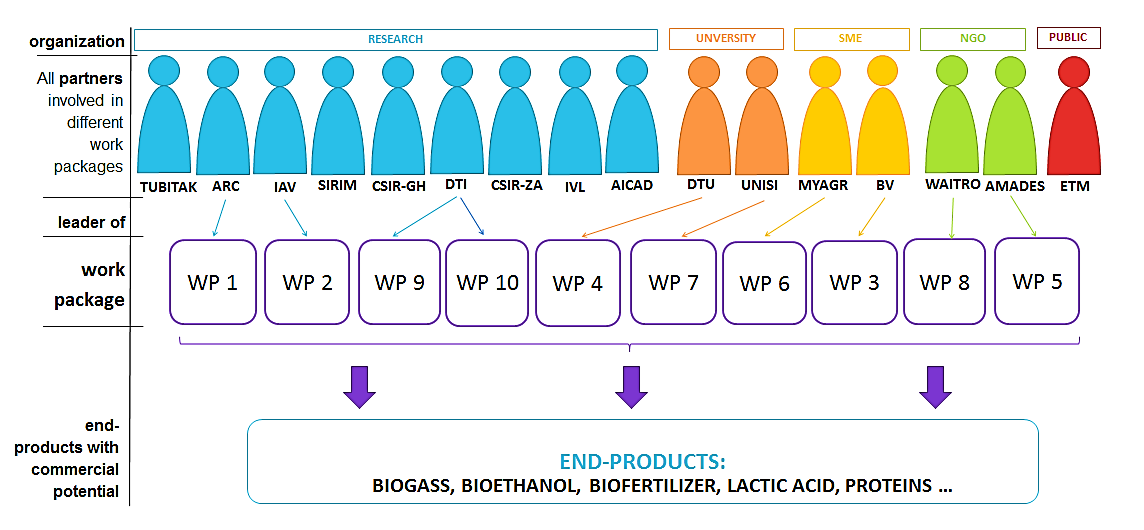 organization
RESEARCH
UNVERSITY
SME
NGO
PUBLIC
All partners
involved in
different
work
packages
TUBITAK ARC IAV SIRIM CSIR-GH DTI CSIR-ZA IVL AICAD DTU UNISI MYAGR BV WAITRO AMADES ETM
leader of
work
package
WP 1 WP 2 WP 9 WP 10 WP 4 WP 7 WP 6 WP 3 WP 8 WP 5
end-
products with
commercial
potential
END-PRODUCTS:
BIOGASS, BIOETHANOL, BIOFERTILIZER, LACTIC ACID, PROTEINS ...